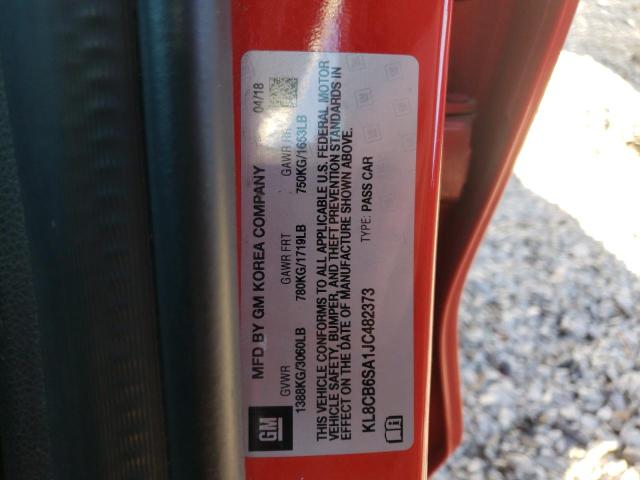 GM
MFD BY GM KOREA COMPANY 04/18
GVWR GAWR FRT GAWR RR
1388KG/3060LB 780KG/1719LB 750KG/1653LB
THIS VEHICLE CONFORMS TO ALL APPLICABLE U.S. FEDERAL MOTOR
VEHICLE SAFETY, BUMPER, AND THEFT PREVENTION STANDARDS IN
EFFECT ON THE DATE OF MANUFACTURE SHOWN ABOVE.
KL8CB6SA1JC482373 TYPE: PASS CAR